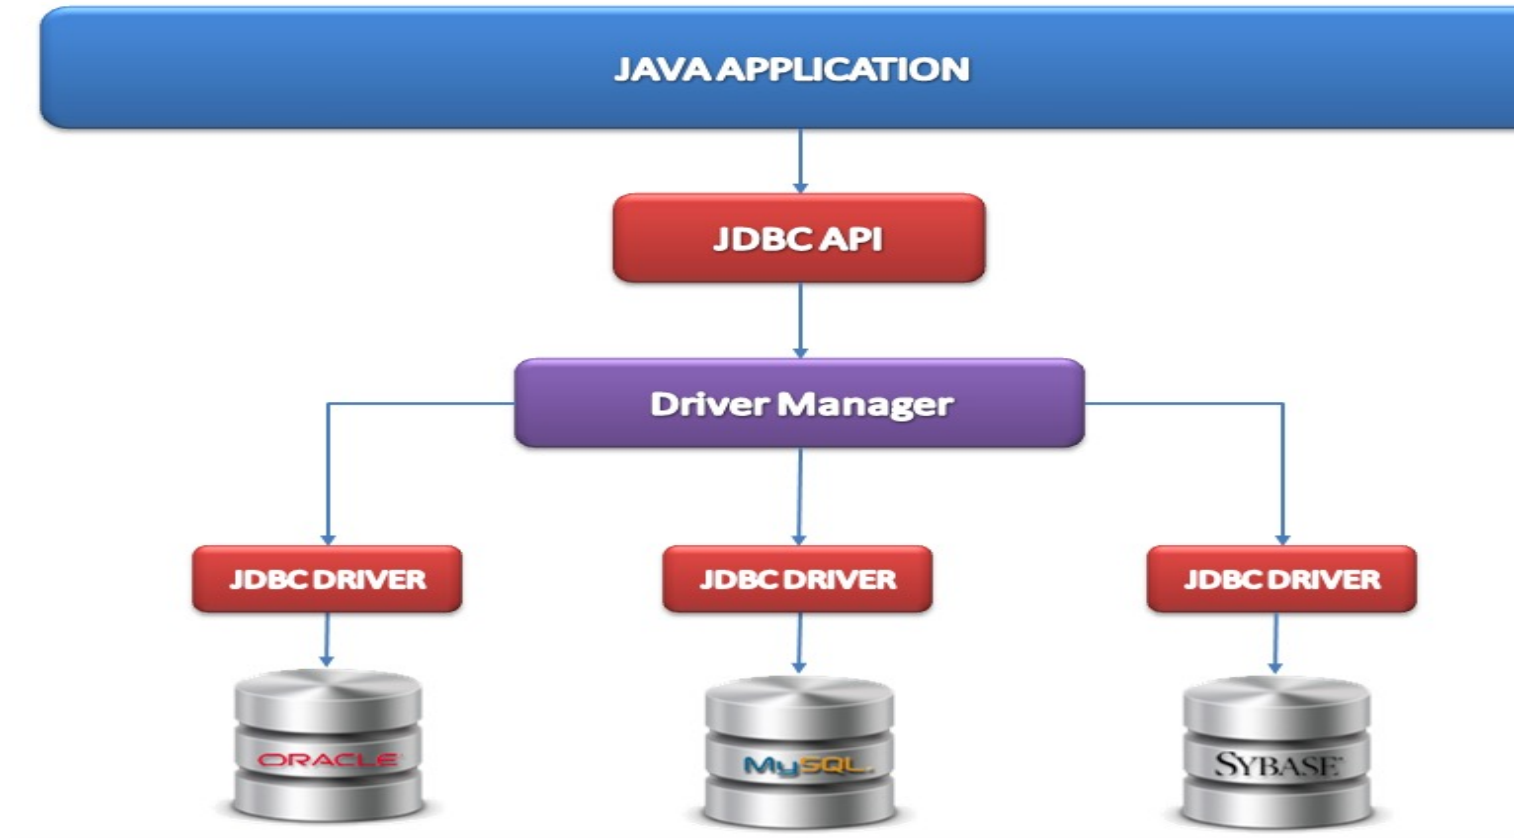 JAVA APPLICATION
JDBC API
Driver Manager
JDBC DRIVER
JDBC DRIVER
JDBC DRIVER
ORACLE
MySQL
SYBASE